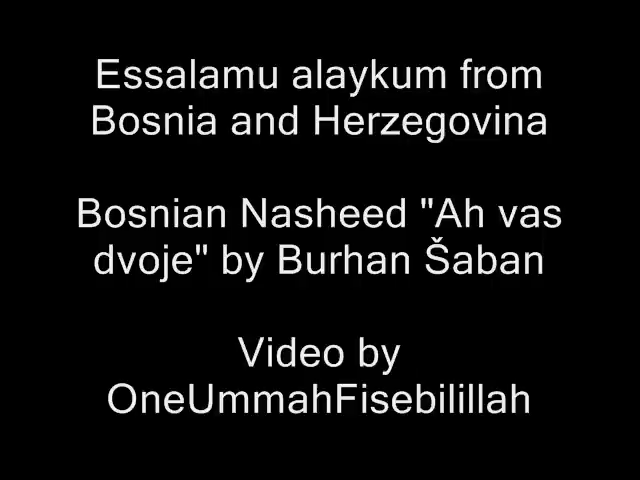 Essalamu alaykum from
Bosnia and Herzegovina
Bosnian Nasheed "Ah vas
dvoje" by Burhan Šaban
Video by
OneUmmahFisebilillah